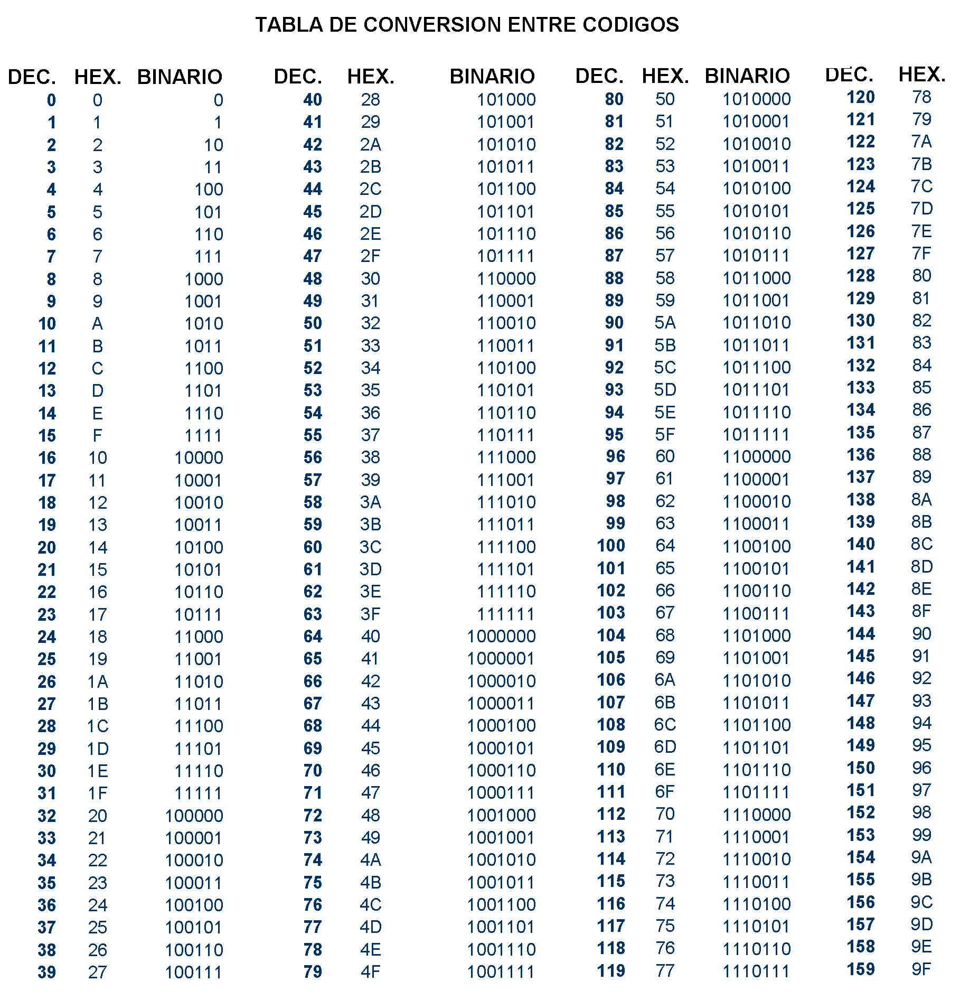 TABLA DE CONVERSION ENTRE CODIGOS
DEC. HEX. BINARIO DEC. HEX. BINARIO DEC. HEX. BINARIO DEC. HEX.
0 0 0 40 28 101000 80 50 1010000 120 78
1 1 1 41 29 101001 81 51 1010001 121 79
2 2 10 42 2A 101010 82 52 1010010 122 7A
3 3 11 43 2B 101011 83 53 1010011 123 7B
4 4 100 44 2C 101100 84 54 1010100 124 7C
5 5 101 45 2D 101101 85 55 1010101 125 7D
6 6 110 46 2E 101110 86 56 1010110 126 7E
7 7 111 47 2F 101111 87 57 1010111 127 7F
8 8 1000 48 30 110000 88 58 1011000 128 80
9 9 1001 49 31 110001 89 59 1011001 129 81
10 A 1010 50 32 110010 90 5A 1011010 130 82
11 B 1011 51 33 110011 91 5B 1011011 131 83
12 C 1100 52 34 110100 92 5C 1011100 132 84
13 D 1101 53 35 110101 93 5D 1011101 133 85
14 E 1110 54 36 110110 94 5E 1011110 134 86
15 F 1111 55 37 110111 95 5F 1011111 135 87
16 10 10000 56 38 111000 96 60 1100000 136 88
17 11 10001 57 39 111001 97 61 1100001 137 89
18 12 10010 58 3A 111010 98 62 1100010 138 8A
19 13 10011 59 3B 111011 99 63 1100011 139 8B
20 14 10100 60 3C 111100 100 64 1100100 140 8C
21 15 10101 61 3D 111101 101 65 1100101 141 8D
22 16 10110 62 3E 111110 102 66 1100110 142 8E
23 17 10111 63 3F 111111 103 67 1100111 143 8F
24 18 11000 64 40 1000000 104 68 1101000 144 90
25 19 11001 65 41 1000001 105 69 1101001 145 91
26 1A 11010 66 42 1000010 106 6A 1101010 146 92
27 1B 11011 67 43 1000011 107 6B 1101011 147 93
28 1C 11100 68 44 1000100 108 6C 1101100 148 94
29 1D 11101 69 45 1000101 109 6D 1101101 149 95
30 1E 11110 70 46 1000110 110 6E 1101110 150 96
31 1F 11111 71 47 1000111 111 6F 1101111 151 97
32 20 100000 72 48 1001000 112 70 1110000 152 98
33 21 100001 73 49 1001001 113 71 1110001 153 99
34 22 100010 74 4A 1001010 114 72 1110010 154 9A
35 23 100011 75 4B 1001011 115 73 1110011 155 9B
36 24 100100 76 4C 1001100 116 74 1110100 156 9C
37 25 100101 77 4D 1001101 117 75 1110101 157 9D
38 26 100110 78 4E 1001110 118 76 1110110 158 9E
39 27 100111 79 4F 1001111 119 77 1110111 159 9F